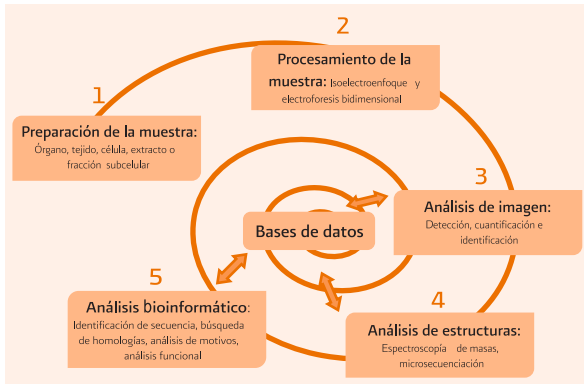 1
Preparación de la muestra:
Órgano, tejido, célula, extracto o
fracción subcelular
2
Procesamiento de la
muestra: Isoelectroenfoque y
electroforesis bidimensional
3
Análisis de imagen:
Detección, cuantificación e
identificación
4
Análisis de estructuras:
Espectroscopía de masas,
microsecuenciación
5
Análisis bioinformático:
Identificación de secuencia, búsqueda
de homologías, análisis de motivos,
análisis funcional
Bases de datos